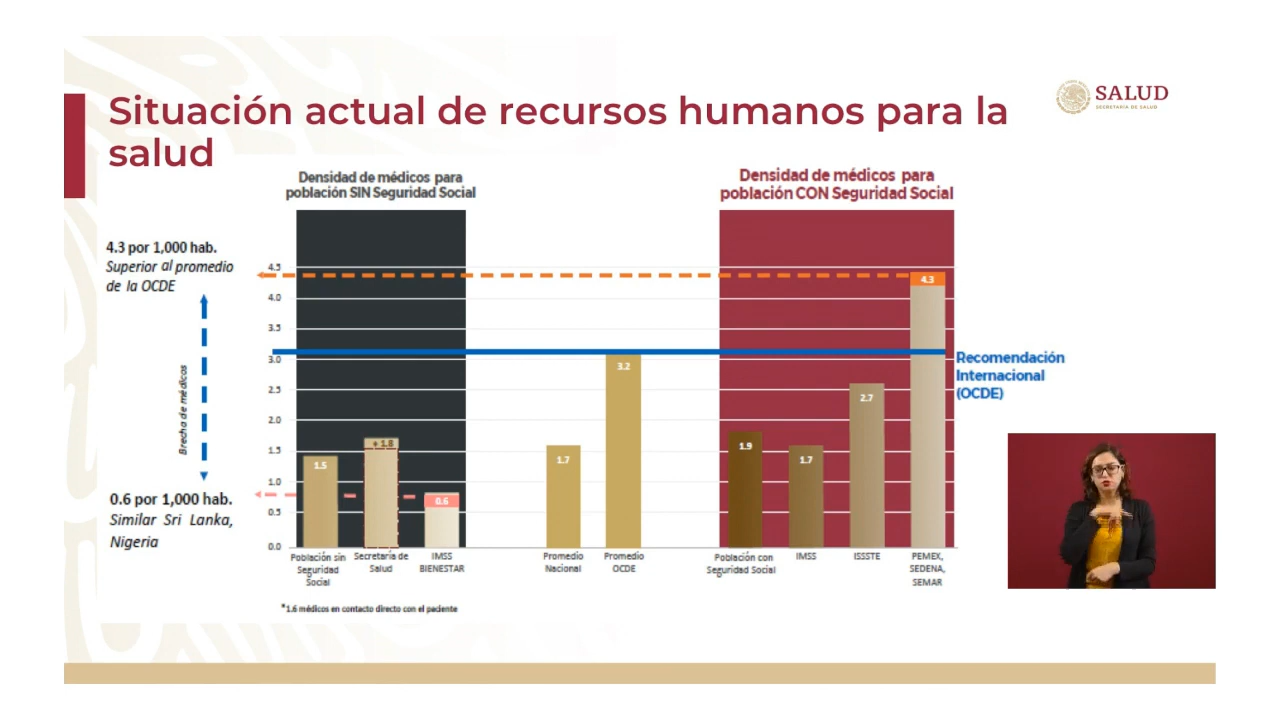 Situación actual de recursos humanos para la
salud
SALUD
SECRETARÍA DE SALUD
Densidad de médicos para
población SIN Seguridad Social
Densidad de médicos para
población CON Seguridad Social
4.3 por 1,000 hab.
Superior al promedio
de la OCDE
Brecha de médicos
0.6 por 1,000 hab.
Similar Sri Lanka,
Nigeria
4.5
4.0
3.5
3.0
2.5
2.0
1.5
1.0
0.5
0.0
1.5
* 1.8
0.6
1.7
3.2
1.9
1.7
2.7
4.3
Recomendación
Internacional
(OCDE)
Población sin
Seguridad
Social
Secretaría de
Salud
IMSS
BIENESTAR
Promedio
Nacional
Promedio
OCDE
Población con
Seguridad Social
IMSS
ISSSTE
PEMEX,
SEDENA,
SEMAR
*1.6 médicos en contacto directo con el paciente